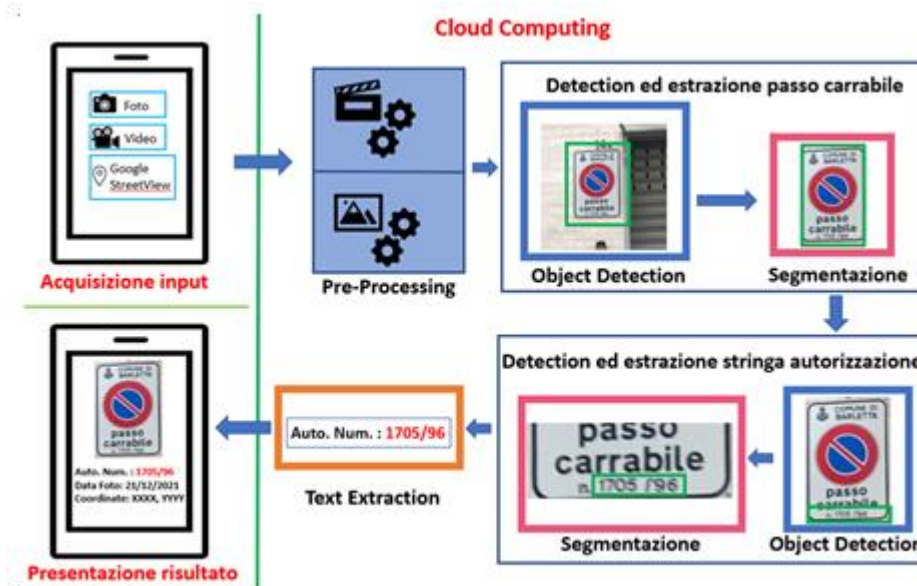 Cloud Computing
Foto
Video
Google
StreetView
Acquisizione input
Pre-Processing
Detection ed estrazione passo carrabile
Object Detection
COMUNE DI
BARLETTA
passo
carrabile
Segmentazione
Detection ed estrazione stringa autorizzazione
COMUNE DI
BARLETTA
passo
carrabile
n. 1705/96
Object Detection
passo
carrabile
n. 1705/96
Segmentazione
Auto. Num. : 1705/96
Text Extraction
COMUNE DI
BARLETTA
passo
carrabile
Auto. Num. : 1705/96
Data Foto: 21/12/2021
Coordinate: XXXX, YYYY
Presentazione risultato